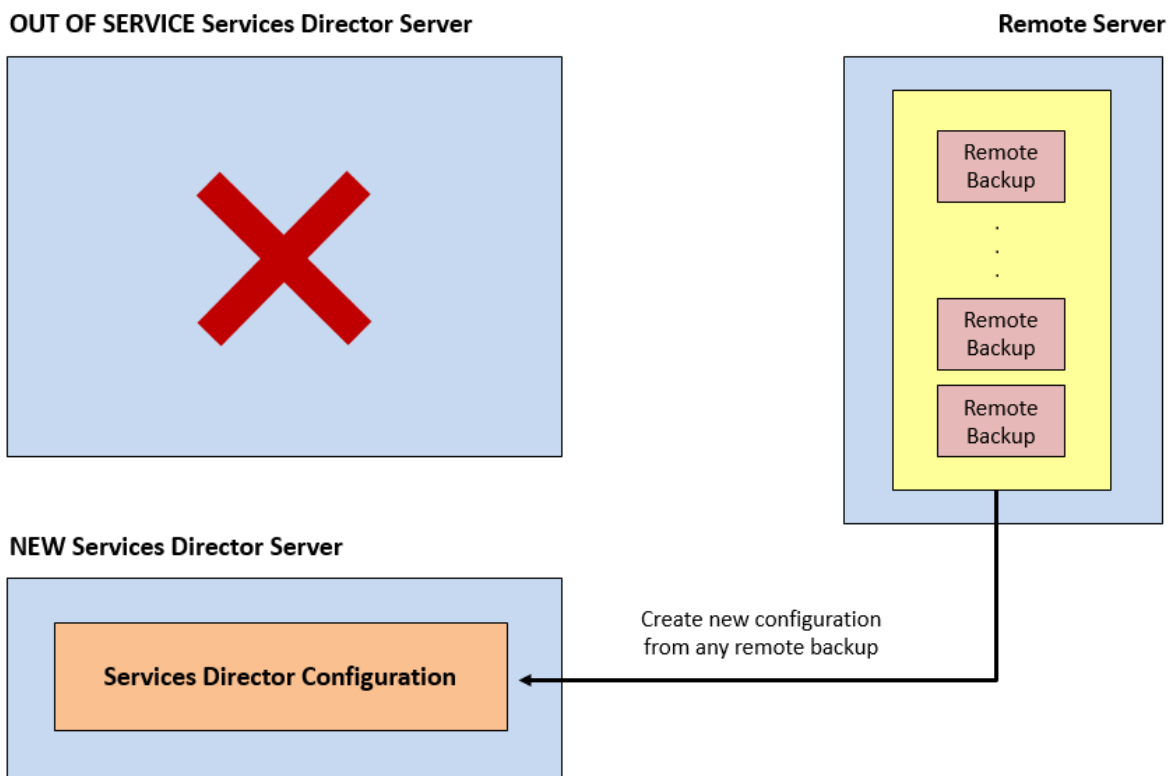 OUT OF SERVICE Services Director Server
Remote Server
Remote
Backup
.
.
.
Remote
Backup
Remote
Backup
NEW Services Director Server
Create new configuration
from any remote backup
Services Director Configuration